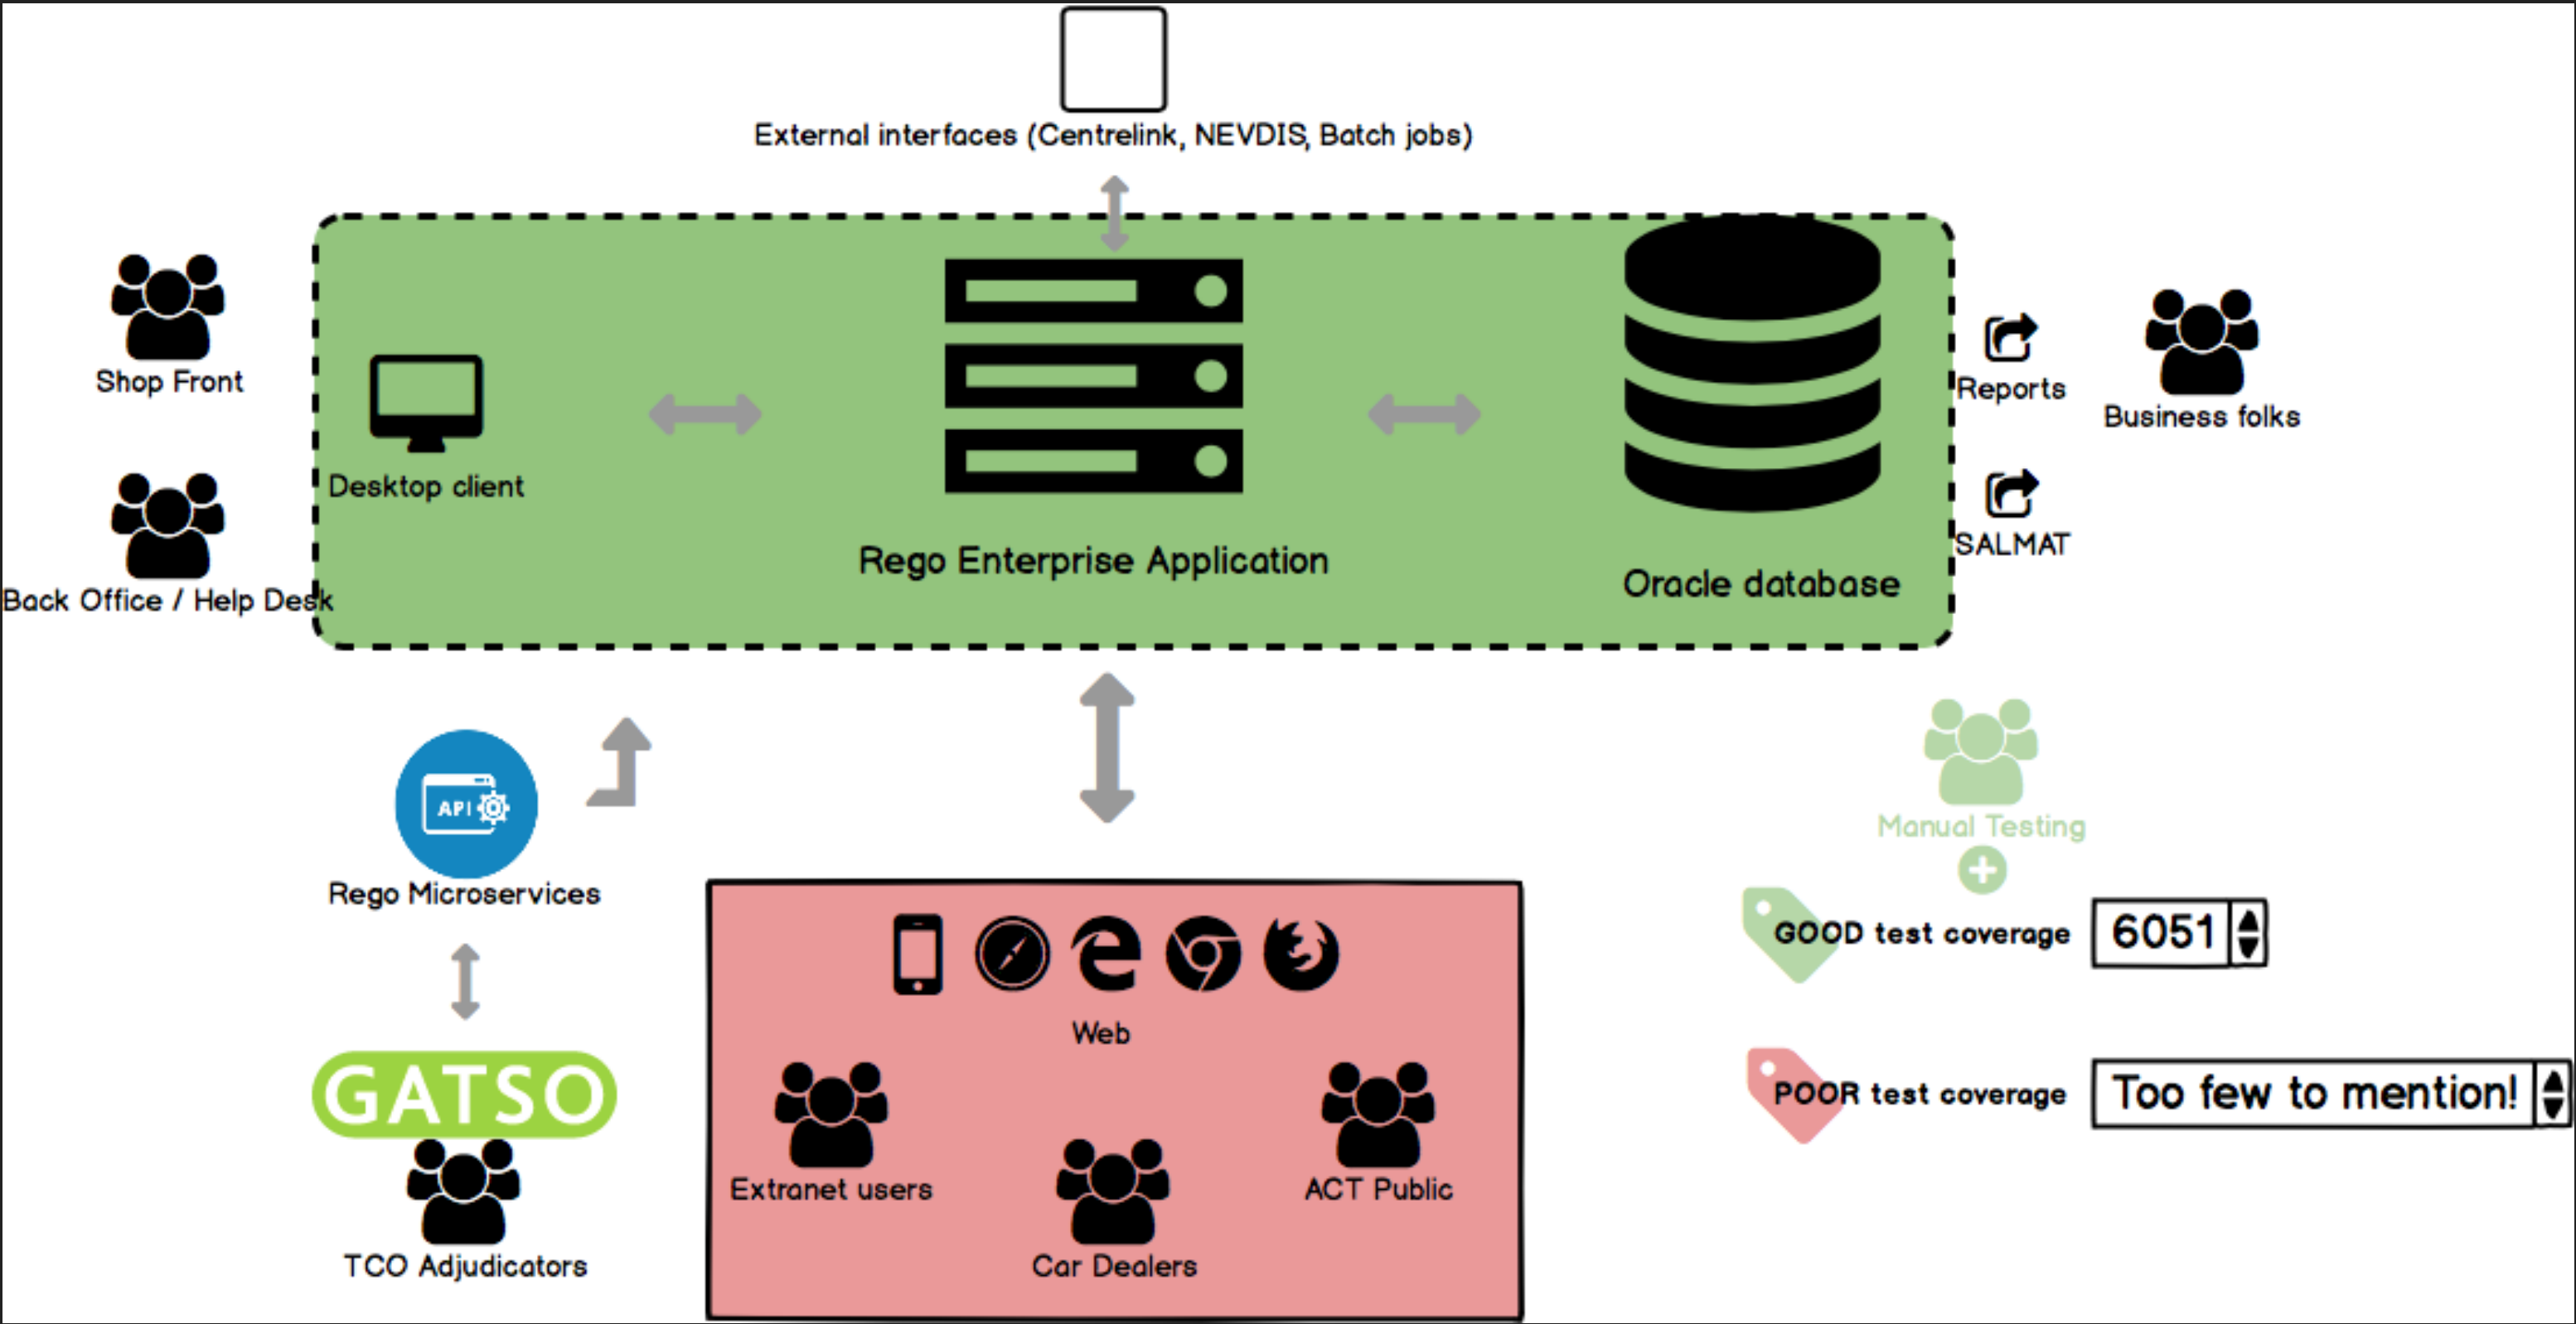 External interfaces (Centrelink, NEVDIS, Batch jobs)
Shop Front
Desktop client
Back Office / Help Desk
Rego Enterprise Application
Oracle database
Reports
Business folks
SALMAT
API
Rego Microservices
GATSO
TCO Adjudicators
Web
Extranet users
Car Dealers
ACT Public
Manual Testing
GOOD test coverage 6051
POOR test coverage Too few to mention!